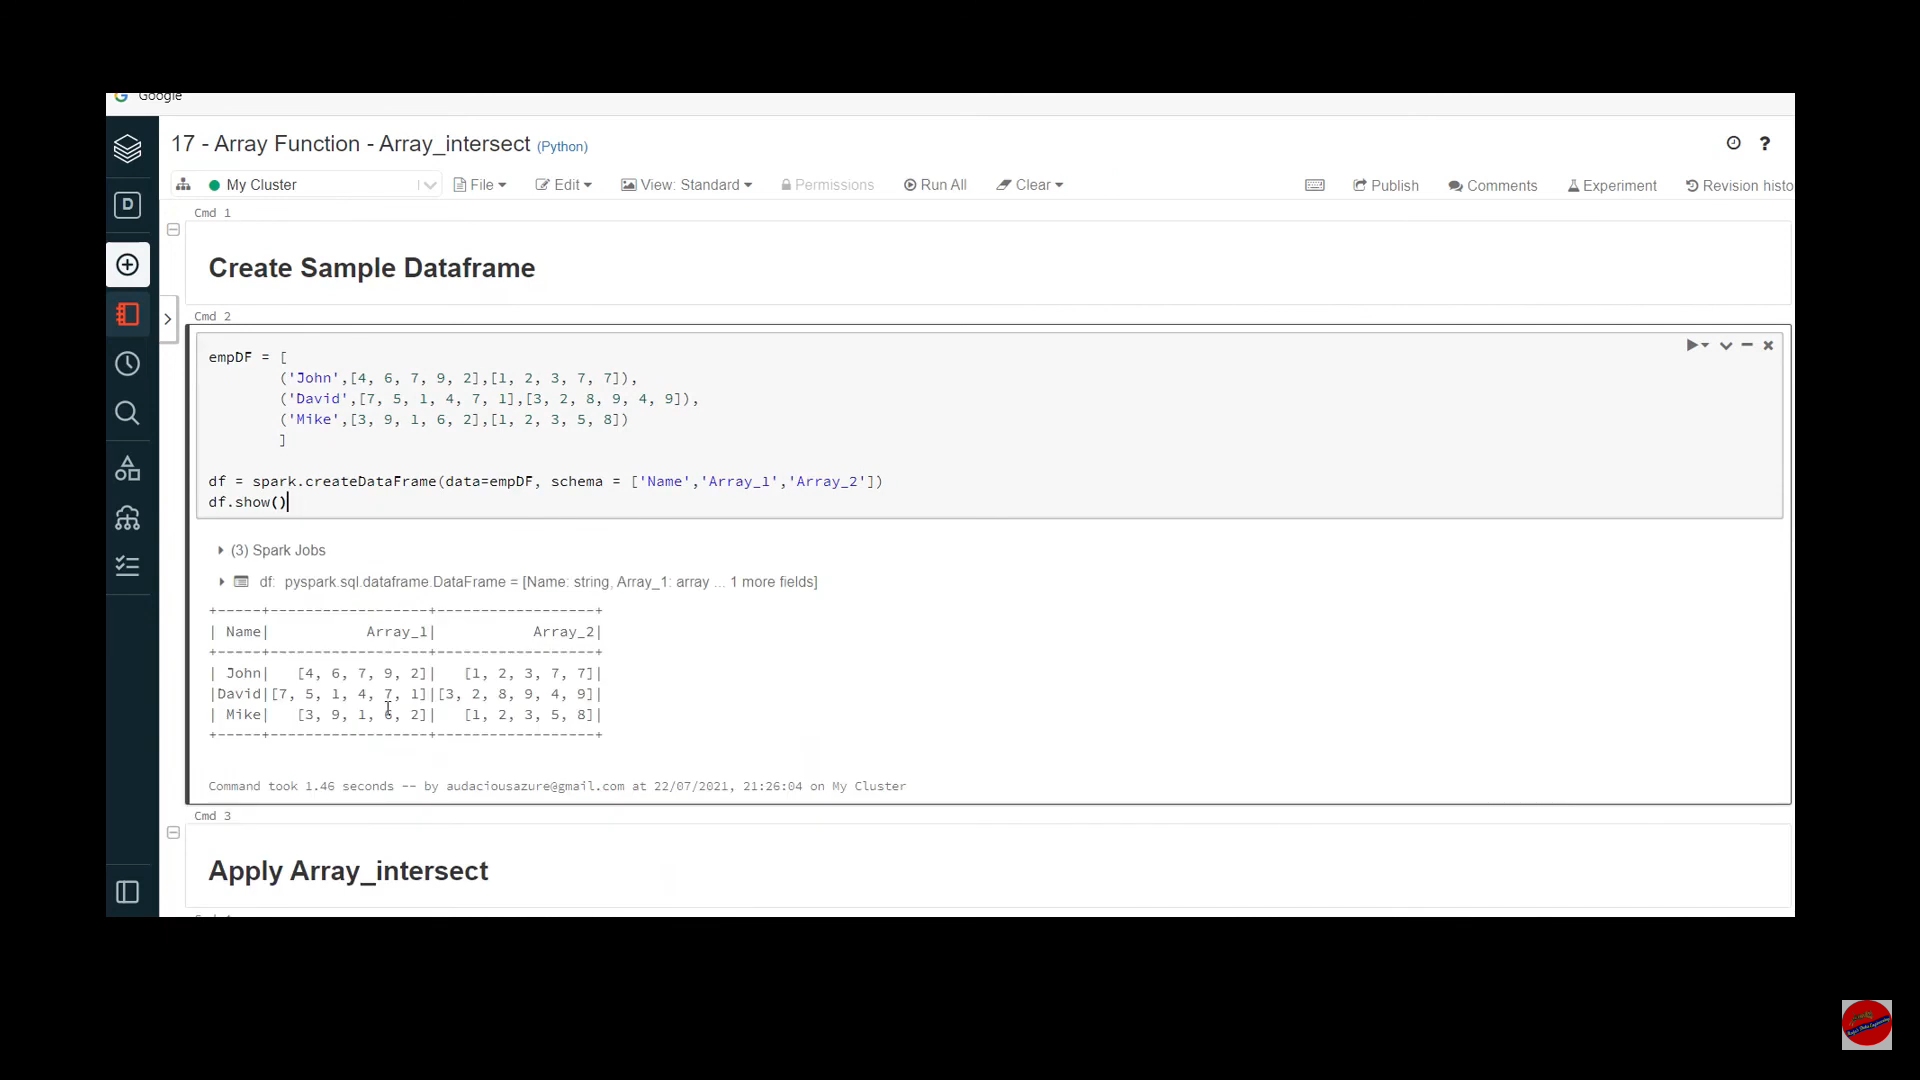 Google
17 - Array Function - Array_intersect (Python)
My Cluster File Edit View: Standard Permissions Run All Clear Publish Comments Experiment Revision histo
Cmd 1
Create Sample Dataframe
Cmd 2
empDF = [
('John',[4, 6, 7, 9, 2],[1, 2, 3, 7, 7]),
('David',[7, 5, 1, 4, 7, 1],[3, 2, 8, 9, 4, 9]),
('Mike',[3, 9, 1, 6, 2],[1, 2, 3, 5, 8])
]
df = spark.createDataFrame(data=empDF, schema = ['Name','Array_1','Array_2'])
df.show()
(3) Spark Jobs
df: pyspark.sql.dataframe.DataFrame = [Name: string, Array_1: array ... 1 more fields]
+-----+------------------+------------------+
| Name|           Array_1|           Array_2|
+-----+------------------+------------------+
| John|   [4, 6, 7, 9, 2]|   [1, 2, 3, 7, 7]|
|David|[7, 5, 1, 4, 7, 1]|[3, 2, 8, 9, 4, 9]|
| Mike|   [3, 9, 1, 6, 2]|   [1, 2, 3, 5, 8]|
+-----+------------------+------------------+
Command took 1.46 seconds -- by audaciousazure@gmail.com at 22/07/2021, 21:26:04 on My Cluster
Cmd 3
Apply Array_intersect